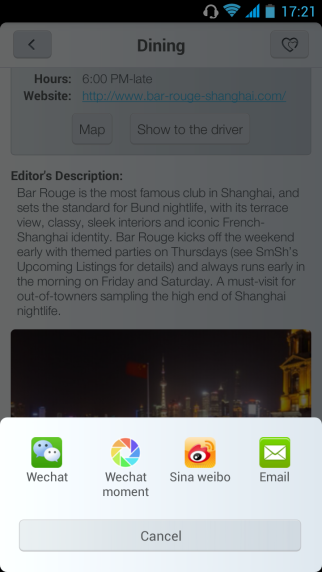 17:21
Dining
Hours: 6:00 PM-late
Website: http://www.bar-rouge-shanghai.com/
Map Show to the driver
Editor's Description:
Bar Rouge is the most famous club in Shanghai, and
sets the standard for Bund nightlife, with its terrace
view, classy, sleek interiors and iconic French-
Shanghai identity. Bar Rouge kicks off the weekend
early with themed parties on Thursdays (see SmSh's
Upcoming Listings for details) and always runs early in
the morning on Friday and Saturday. A must-visit for
out-of-towners sampling the high end of Shanghai
nightlife.
Wechat Wechat Sina weibo Email
moment
Cancel